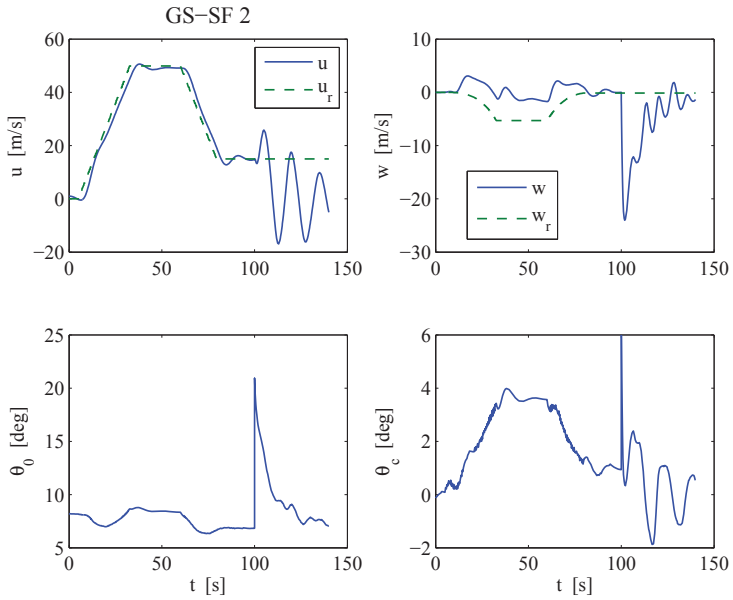 GS−SF 2
60
40
20
0
−20
0 50 100 150
u [m/s]
u
u_r
10
0
−10
−20
−30
0 50 100 150
w [m/s]
w
w_r
25
20
15
10
5
0 50 100 150
θ_0 [deg]
t [s]
6
4
2
0
−2
0 50 100 150
θ_c [deg]
t [s]